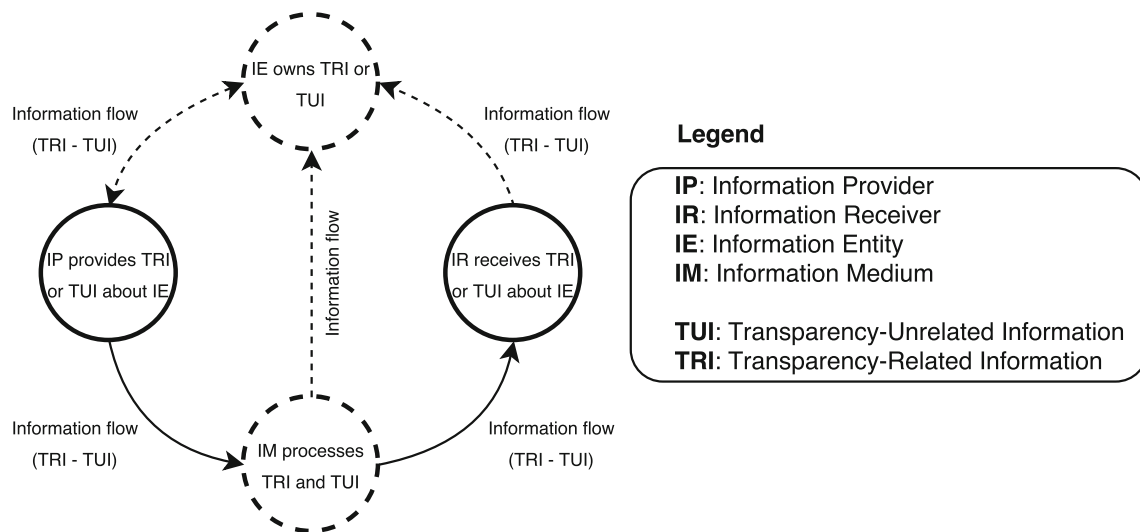 IE owns TRI or
TUI
Information flow
(TRI - TUI)
Information flow
(TRI - TUI)
IP provides TRI
or TUI about IE
Information flow
IR receives TRI
or TUI about IE
Information flow
(TRI - TUI)
IM processes
TRI and TUI
Information flow
(TRI - TUI)
Legend
IP: Information Provider
IR: Information Receiver
IE: Information Entity
IM: Information Medium
TUI: Transparency-Unrelated Information
TRI: Transparency-Related Information